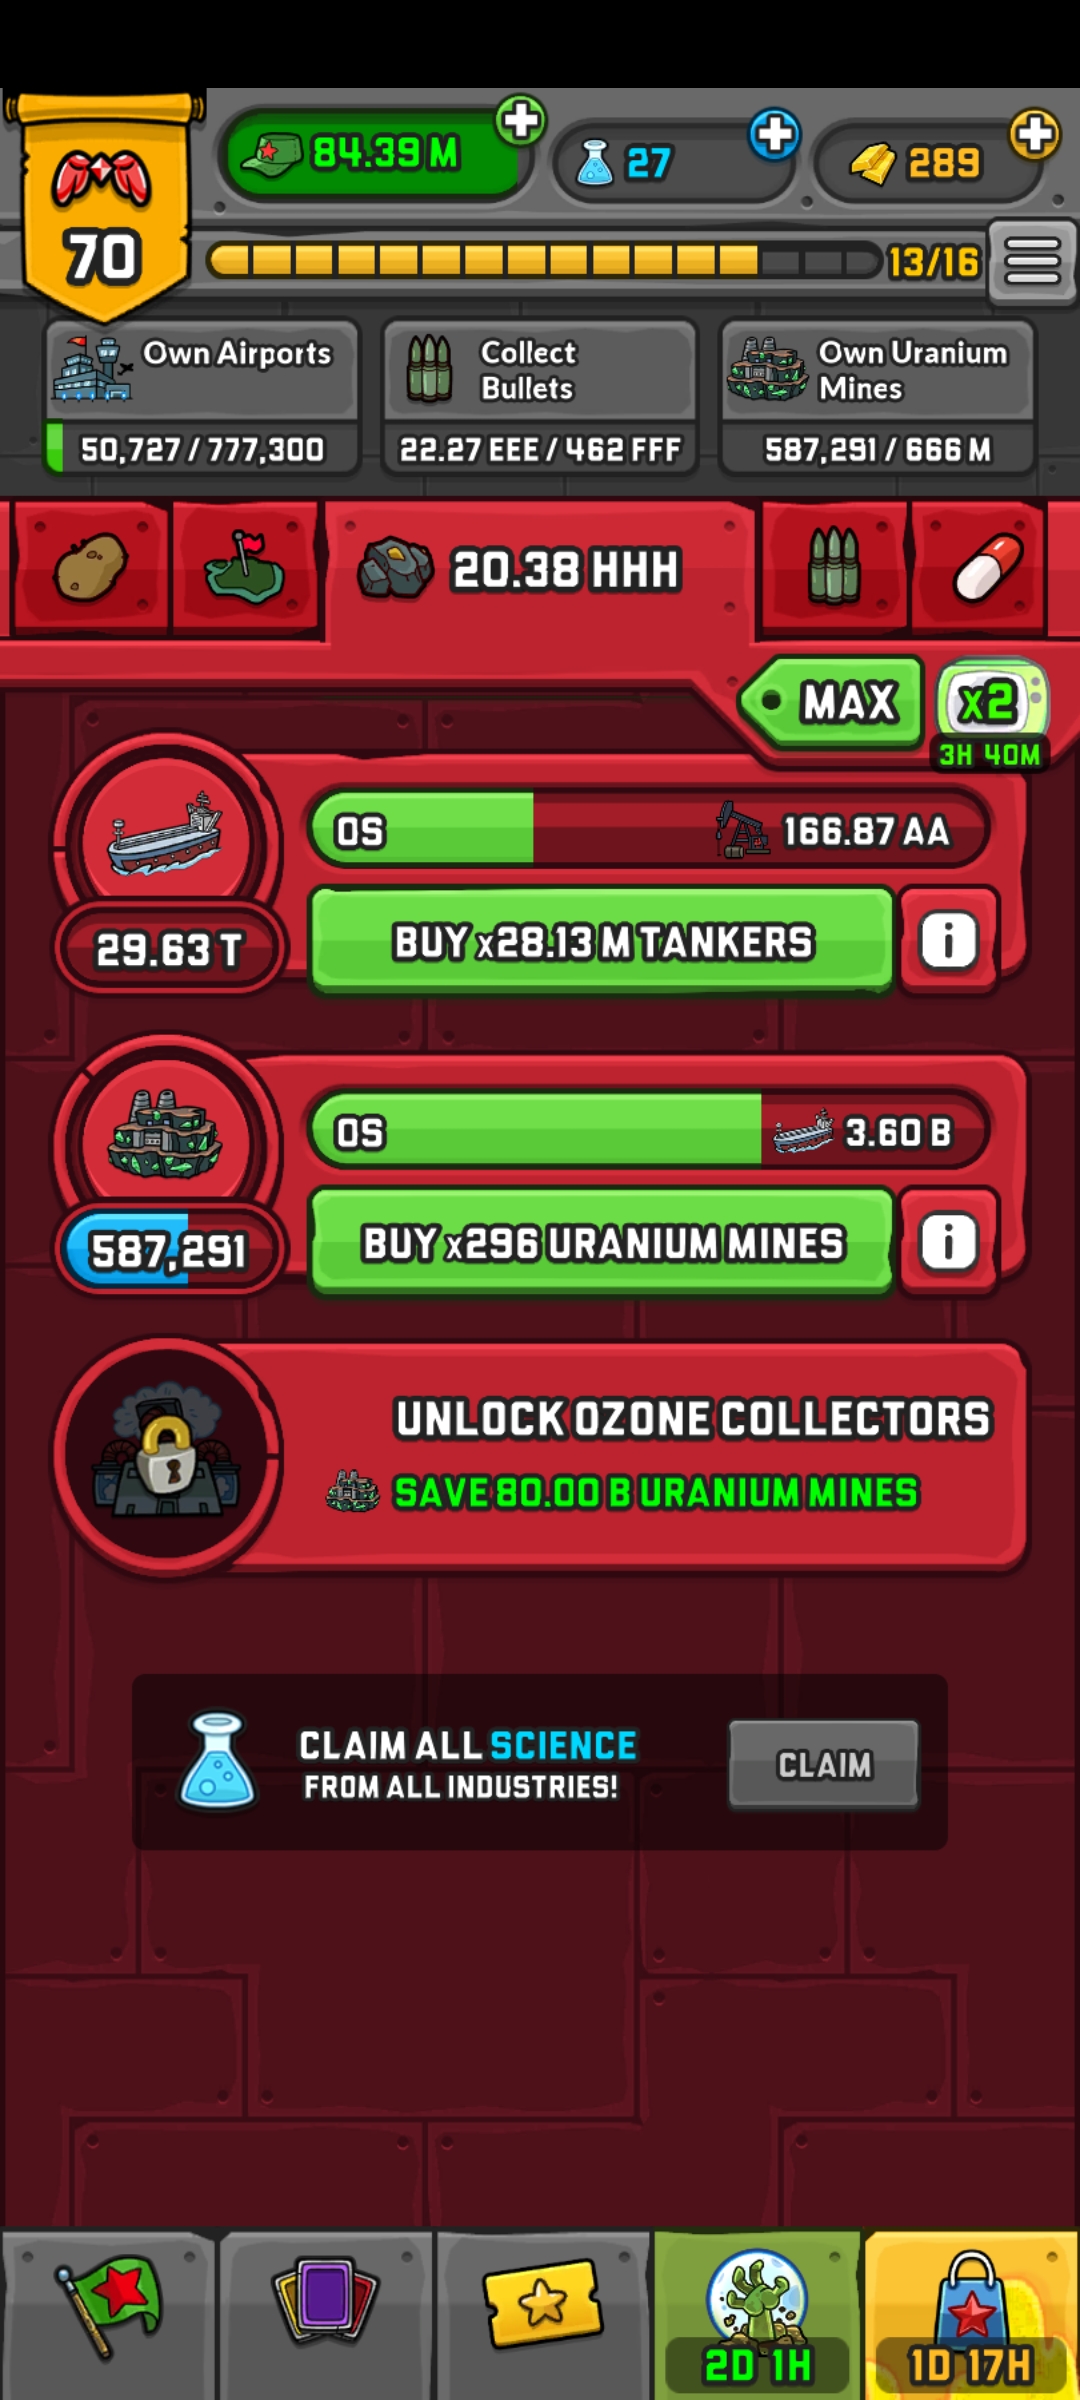 84.39 M
27
289
70
13/16
Own Airports
50,727 / 777,300
Collect
Bullets
22.27 EEE / 462 FFF
Own Uranium
Mines
587,291 / 666 M
20.38 HHH
MAX
x2
3H 40M
0S
166.87 AA
29.63 T
BUY x28.13 M TANKERS
i
0S
3.60 B
587,291
BUY x296 URANIUM MINES
i
UNLOCK OZONE COLLECTORS
SAVE 80.00 B URANIUM MINES
CLAIM ALL SCIENCE
FROM ALL INDUSTRIES!
CLAIM
2D 1H
1D 17H